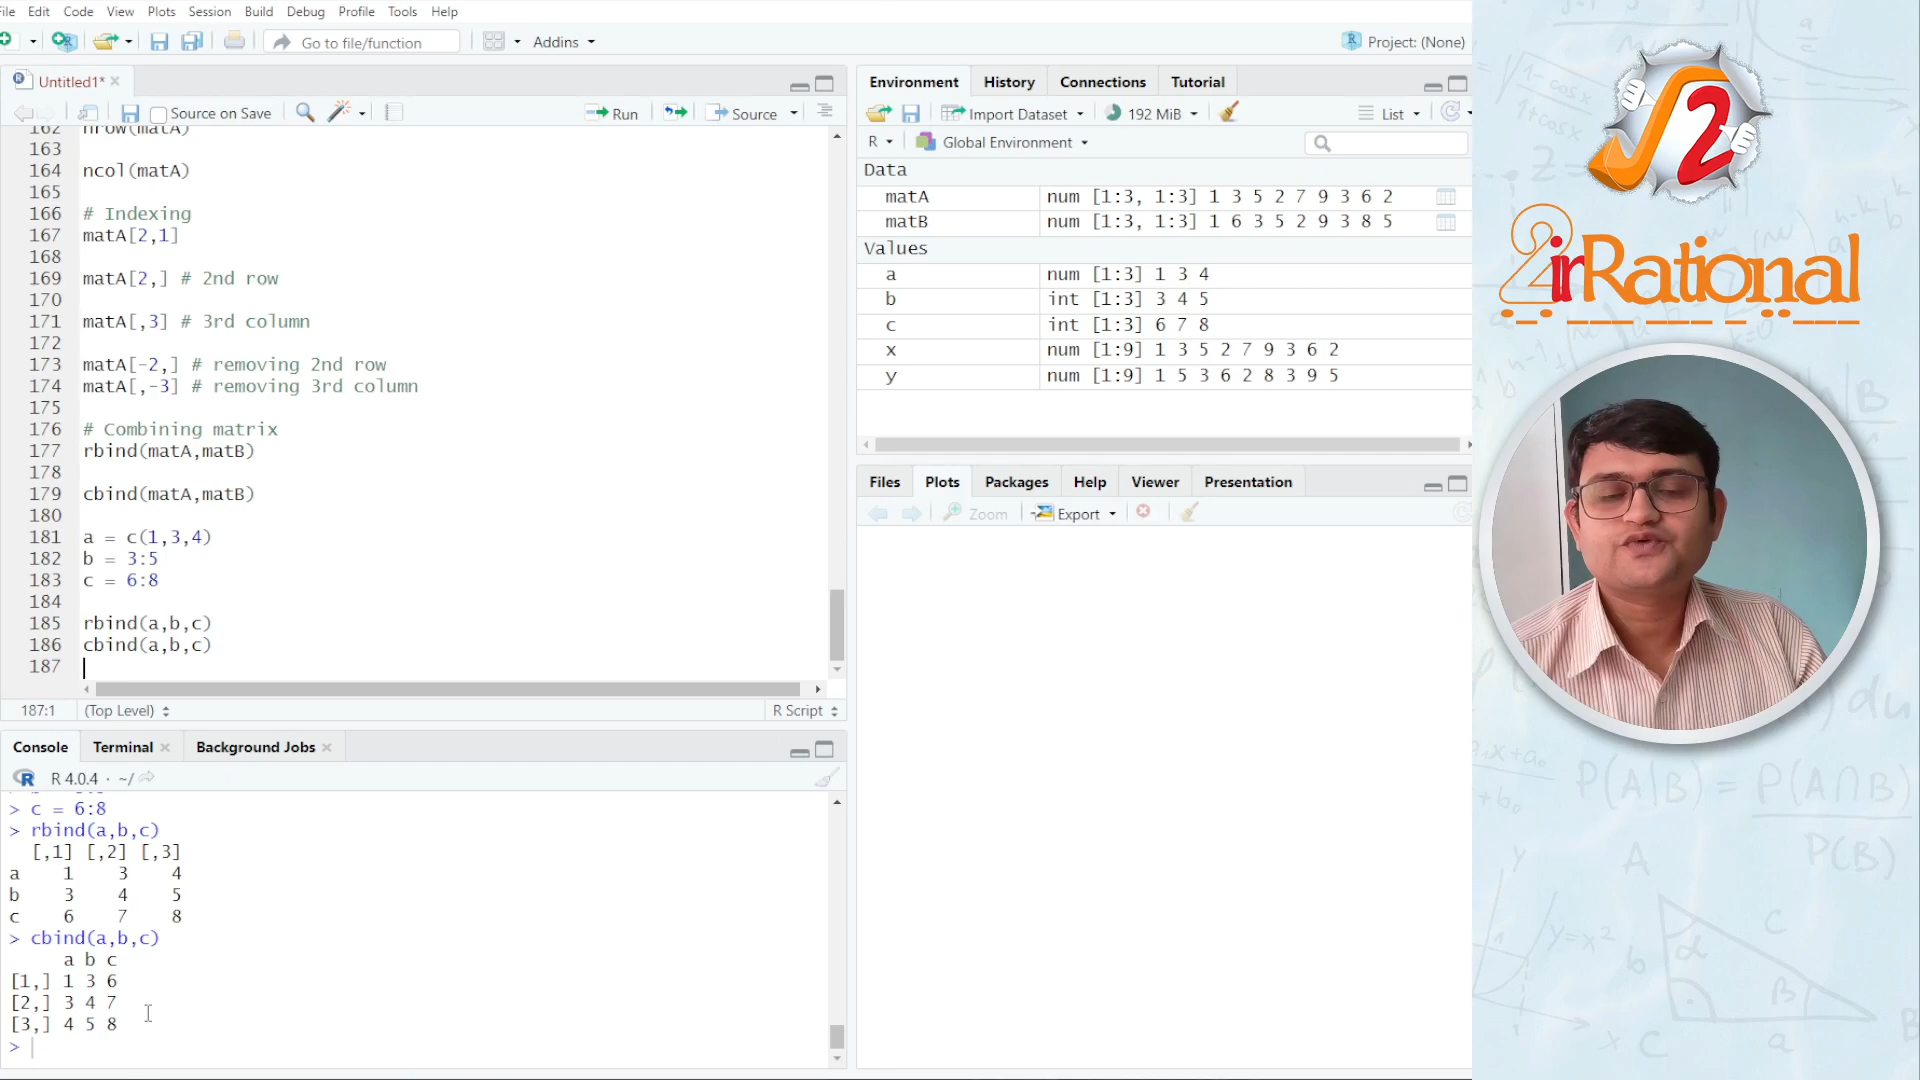 File Edit Code View Plots Session Build Debug Profile Tools Help
Go to file/function Addins Project: (None)
Untitled1*
Source on Save Run Source
162 nrow(matA)
163
164 ncol(matA)
165
166 # Indexing
167 matA[2,1]
168
169 matA[2,] # 2nd row
170
171 matA[,3] # 3rd column
172
173 matA[-2,] # removing 2nd row
174 matA[,-3] # removing 3rd column
175
176 # Combining matrix
177 rbind(matA,matB)
178
179 cbind(matA,matB)
180
181 a = c(1,3,4)
182 b = 3:5
183 c = 6:8
184
185 rbind(a,b,c)
186 cbind(a,b,c)
187
187:1 (Top Level) R Script
Console Terminal Background Jobs
R 4.0.4 · ~/
> c = 6:8
> rbind(a,b,c)
[,1] [,2] [,3]
a 1 3 4
b 3 4 5
c 6 7 8
> cbind(a,b,c)
a b c
[1,] 1 3 6
[2,] 3 4 7
[3,] 4 5 8
>
Environment History Connections Tutorial
Import Dataset 192 MiB List
R Global Environment
Data
matA num [1:3, 1:3] 1 3 5 2 7 9 3 6 2
matB num [1:3, 1:3] 1 6 3 5 2 9 3 8 5
Values
a num [1:3] 1 3 4
b int [1:3] 3 4 5
c int [1:3] 6 7 8
x num [1:9] 1 3 5 2 7 9 3 6 2
y num [1:9] 1 5 3 6 2 8 3 9 5
Files Plots Packages Help Viewer Presentation
Zoom Export
√2
2irRational
P(A|B) = P(A∩B)
P(B)
y=x²